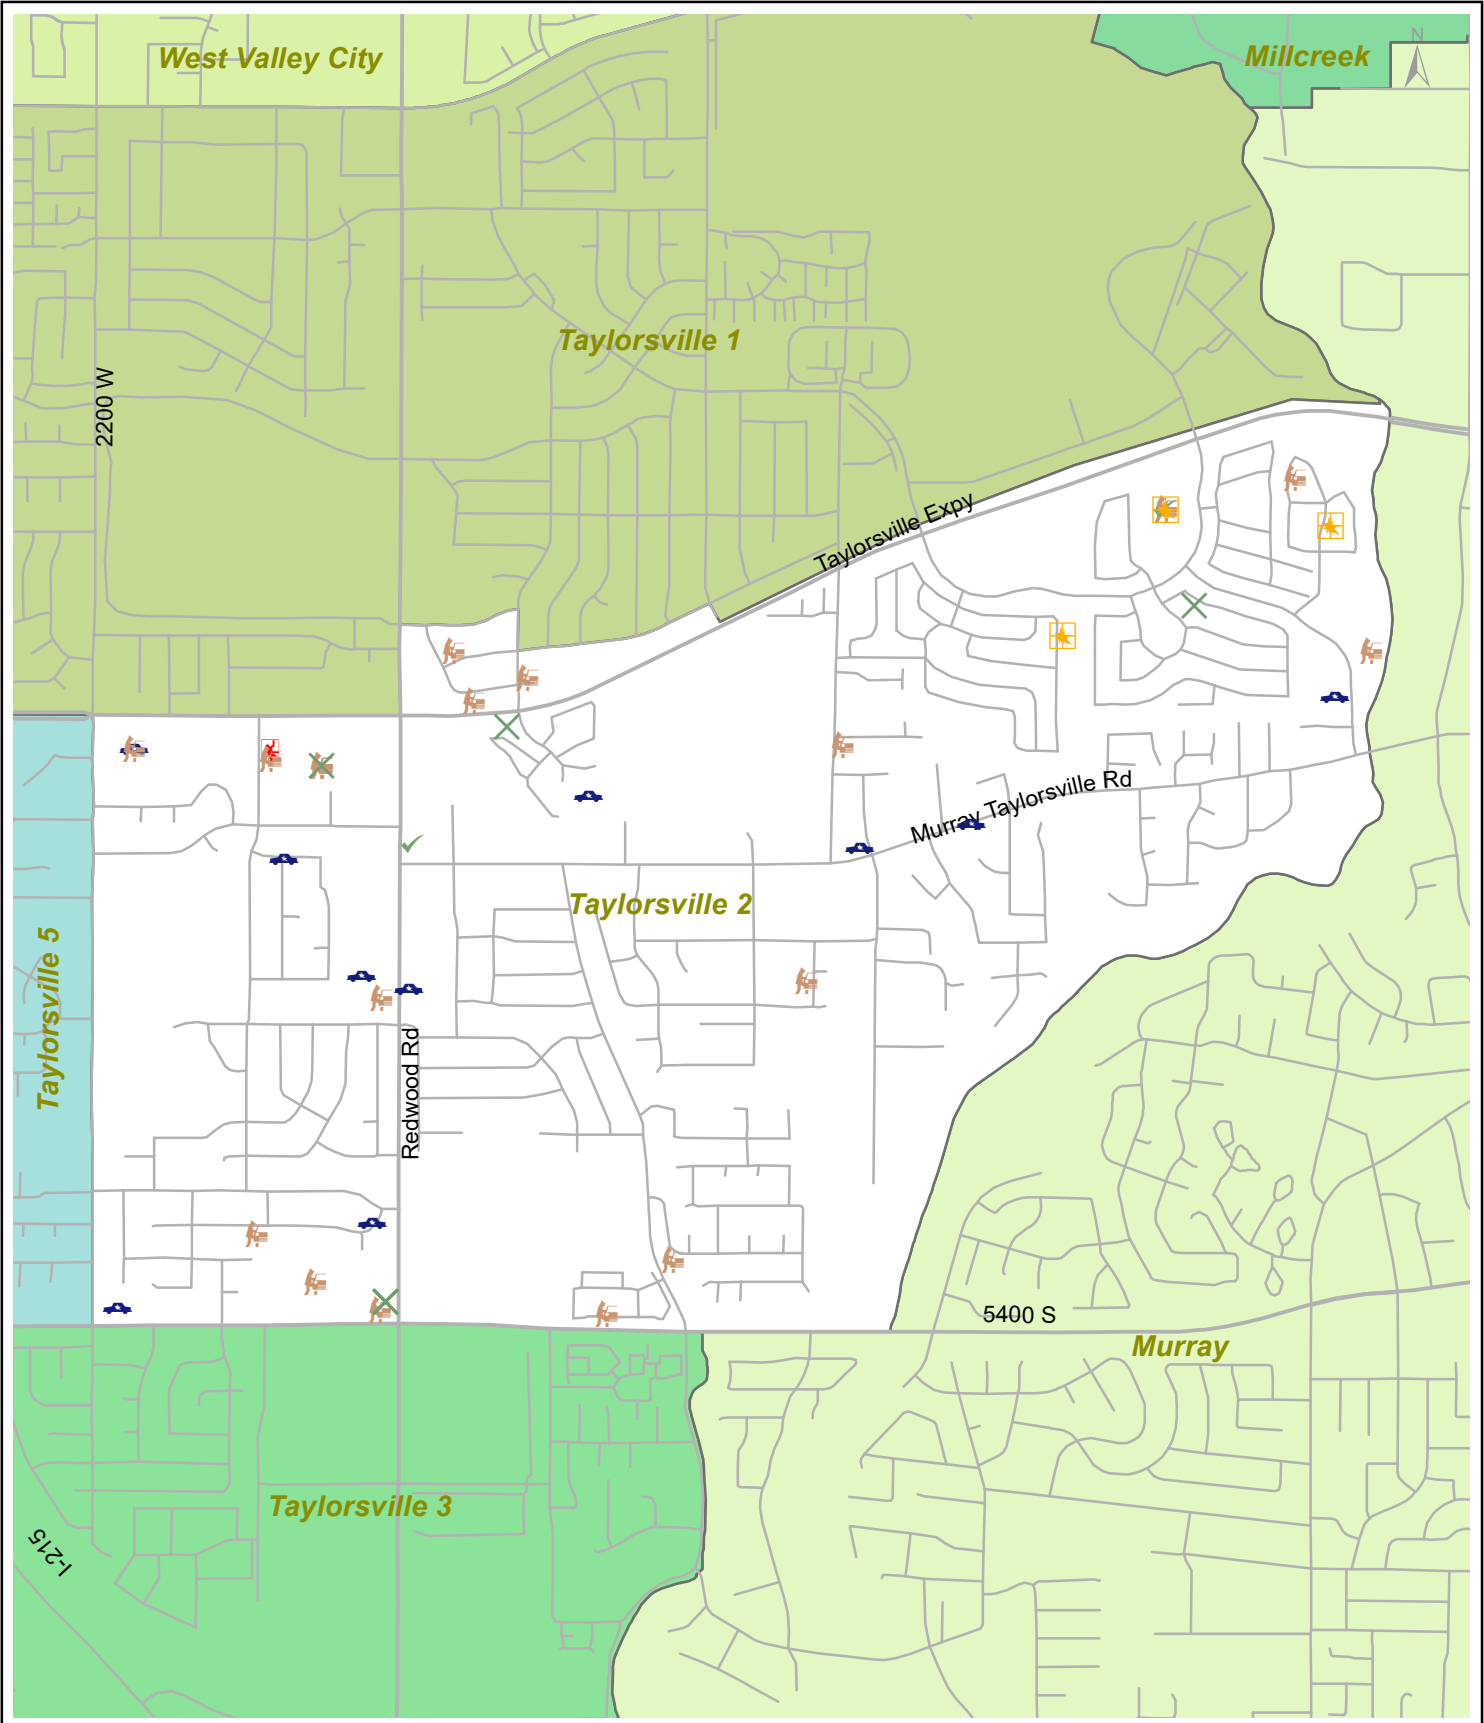 West Valley City
Millcreek
N
Taylorsville 1
2200 W
Taylorsville Expy
Murray Taylorsville Rd
Taylorsville 2
Taylorsville 5
Redwood Rd
5400 S
Murray
Taylorsville 3
I-215